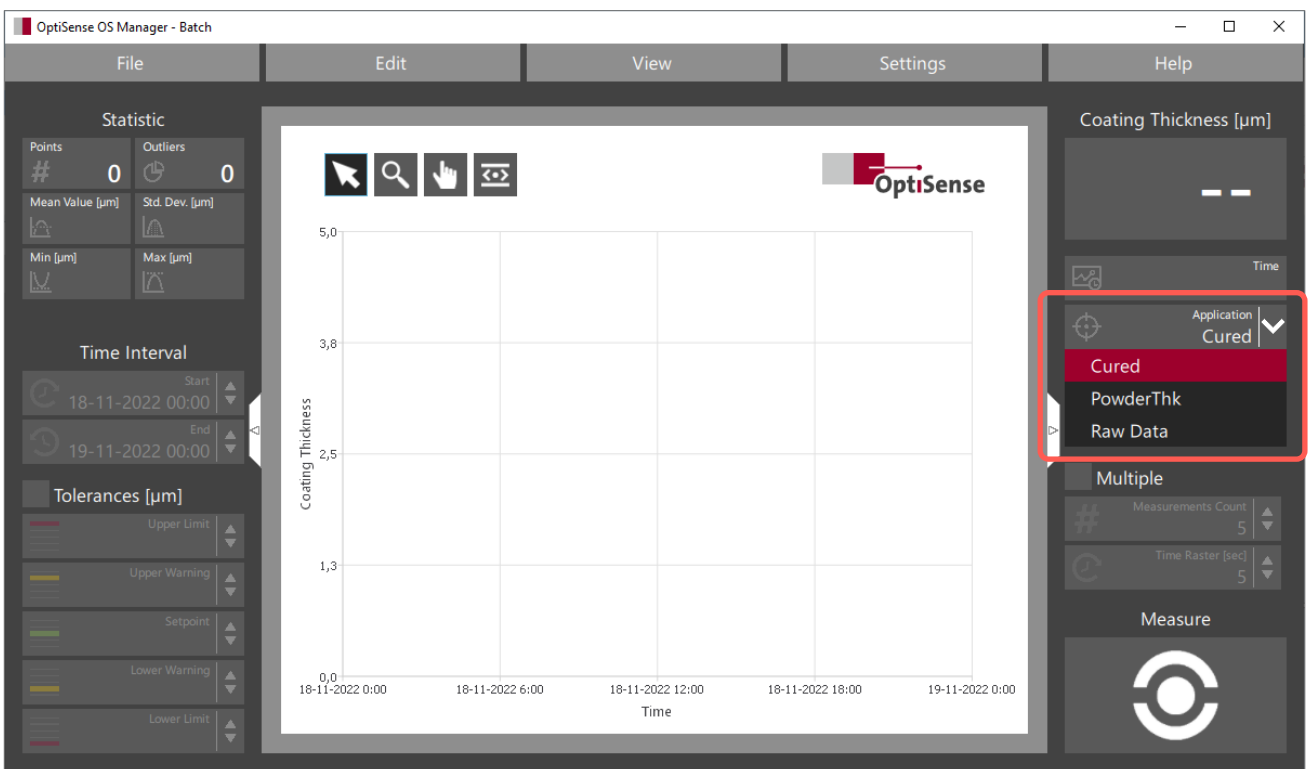 OptiSense OS Manager - Batch
File
Edit
View
Settings
Help
Statistic
Points
# 0
Outliers
0
Mean Value [µm]
Std. Dev. [µm]
Min [µm]
Max [µm]
Time Interval
Start
18-11-2022 00:00
End
19-11-2022 00:00
Tolerances [µm]
Upper Limit
Upper Warning
Setpoint
Lower Warning
Lower Limit
OptiSense
5,0
3,8
2,5
1,3
0,0
Coating Thickness
18-11-2022 0:00
18-11-2022 6:00
18-11-2022 12:00
18-11-2022 18:00
19-11-2022 0:00
Time
Coating Thickness [µm]
– –
Time
Application
Cured
Cured
PowderThk
Raw Data
Multiple
Measurements Count
# 5
Time Raster [sec]
5
Measure